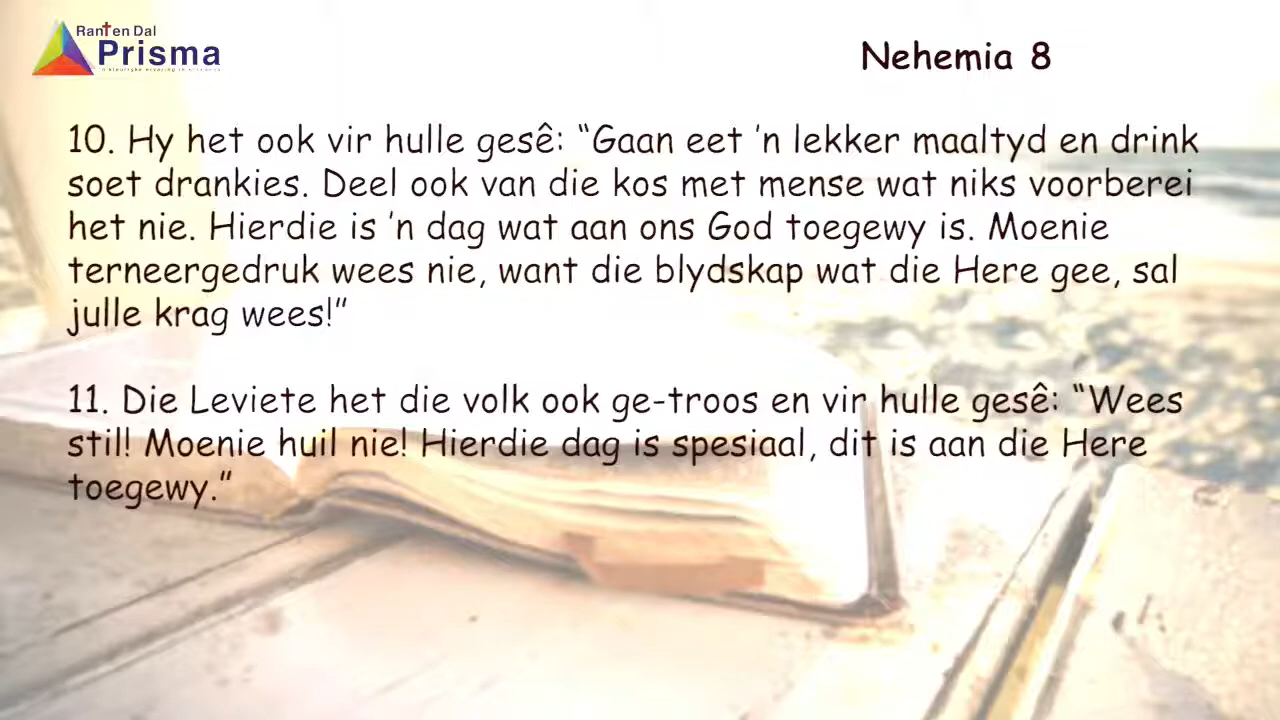 Rant en Dal
Prisma
Nehemia 8
10. Hy het ook vir hulle gesê: “Gaan eet ’n lekker maaltyd en drink
soet drankies. Deel ook van die kos met mense wat niks voorberei
het nie. Hierdie is ’n dag wat aan ons God toegewy is. Moenie
terneergedruk wees nie, want die blydskap wat die Here gee, sal
julle krag wees!”
11. Die Leviete het die volk ook ge-troos en vir hulle gesê: “Wees
stil! Moenie huil nie! Hierdie dag is spesiaal, dit is aan die Here
toegewy.”